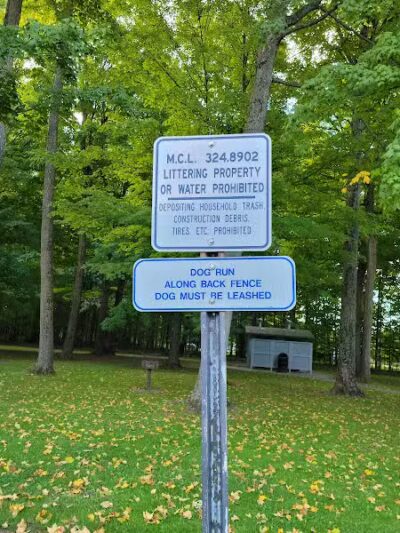 M.C.L. 324.8902
LITTERING PROPERTY
OR WATER PROHIBITED
DEPOSITING HOUSEHOLD TRASH,
CONSTRUCTION DEBRIS,
TIRES, ETC. PROHIBITED
DOG RUN
ALONG BACK FENCE
DOG MUST BE LEASHED